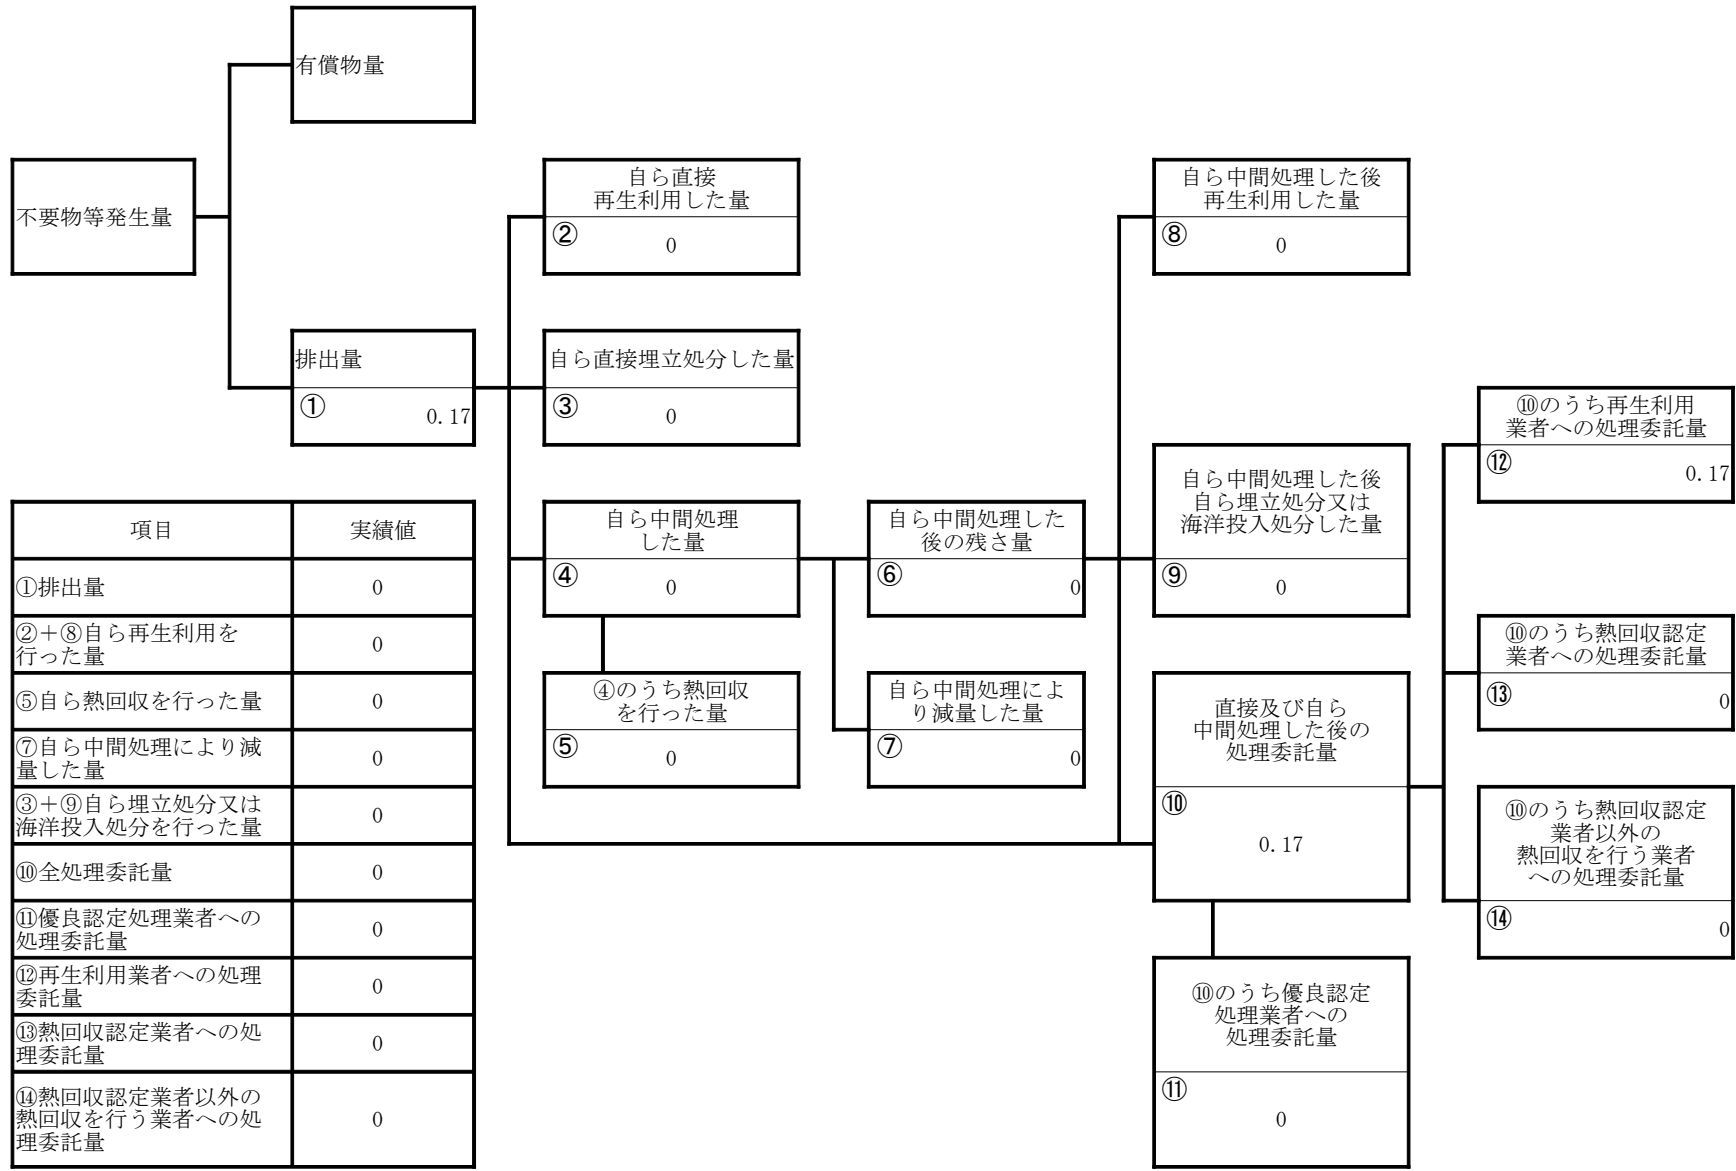 有償物量
不要物等発生量
排出量
①
0.17
自ら直接
再生利用した量
②
0
自ら直接埋立処分した量
③
0
自ら中間処理
した量
④
0
④のうち熱回収
を行った量
⑤
0
自ら中間処理した
後の残さ量
⑥
0
自ら中間処理によ
り減量した量
⑦
0
自ら中間処理した後
再生利用した量
⑧
0
自ら中間処理した後
自ら埋立処分又は
海洋投入処分した量
⑨
0
直接及び自ら
中間処理した後の
処理委託量
⑩
0.17
⑩のうち優良認定
処理業者への
処理委託量
⑪
0
⑩のうち再生利用
業者への処理委託量
⑫
0.17
⑩のうち熱回収認定
業者への処理委託量
⑬
0
⑩のうち熱回収認定
業者以外の
熱回収を行う業者
への処理委託量
⑭
0
項目 実績値
①排出量 0
②＋⑧自ら再生利用を
行った量 0
⑤自ら熱回収を行った量 0
⑦自ら中間処理により減
量した量 0
③＋⑨自ら埋立処分又は
海洋投入処分を行った量 0
⑩全処理委託量 0
⑪優良認定処理業者への
処理委託量 0
⑫再生利用業者への処理
委託量 0
⑬熱回収認定業者への処
理委託量 0
⑭熱回収認定業者以外の
熱回収を行う業者への処 0
理委託量